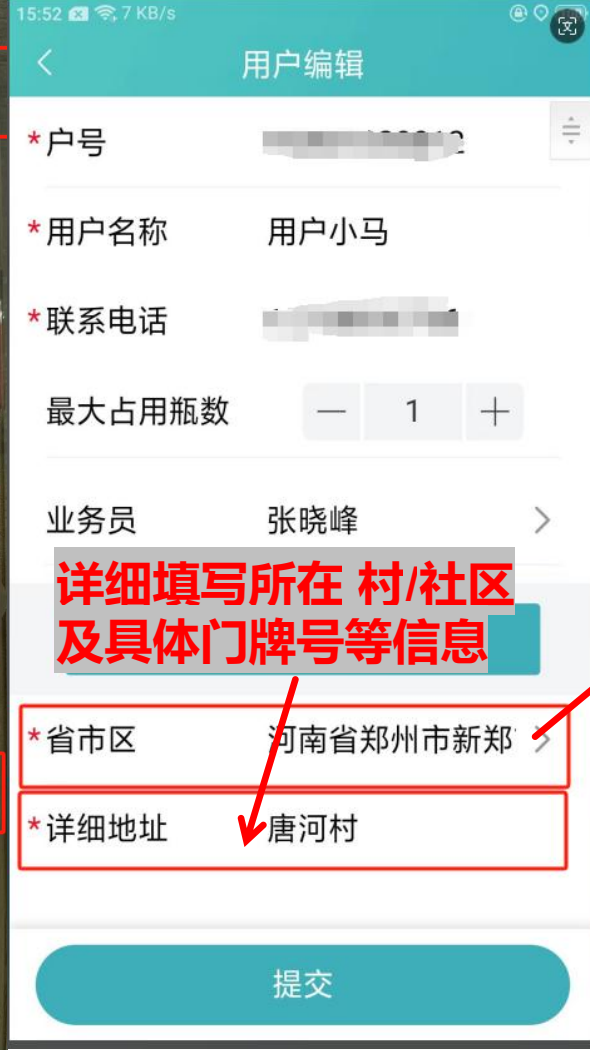 15:52 7 KB/s
用户编辑
*户号
*用户名称 用户小马
*联系电话
最大占用瓶数 — 1 +
业务员 张晓峰
详细填写所在 村/社区
及具体门牌号等信息
*省市区 河南省郑州市新郑
*详细地址 唐河村
提交